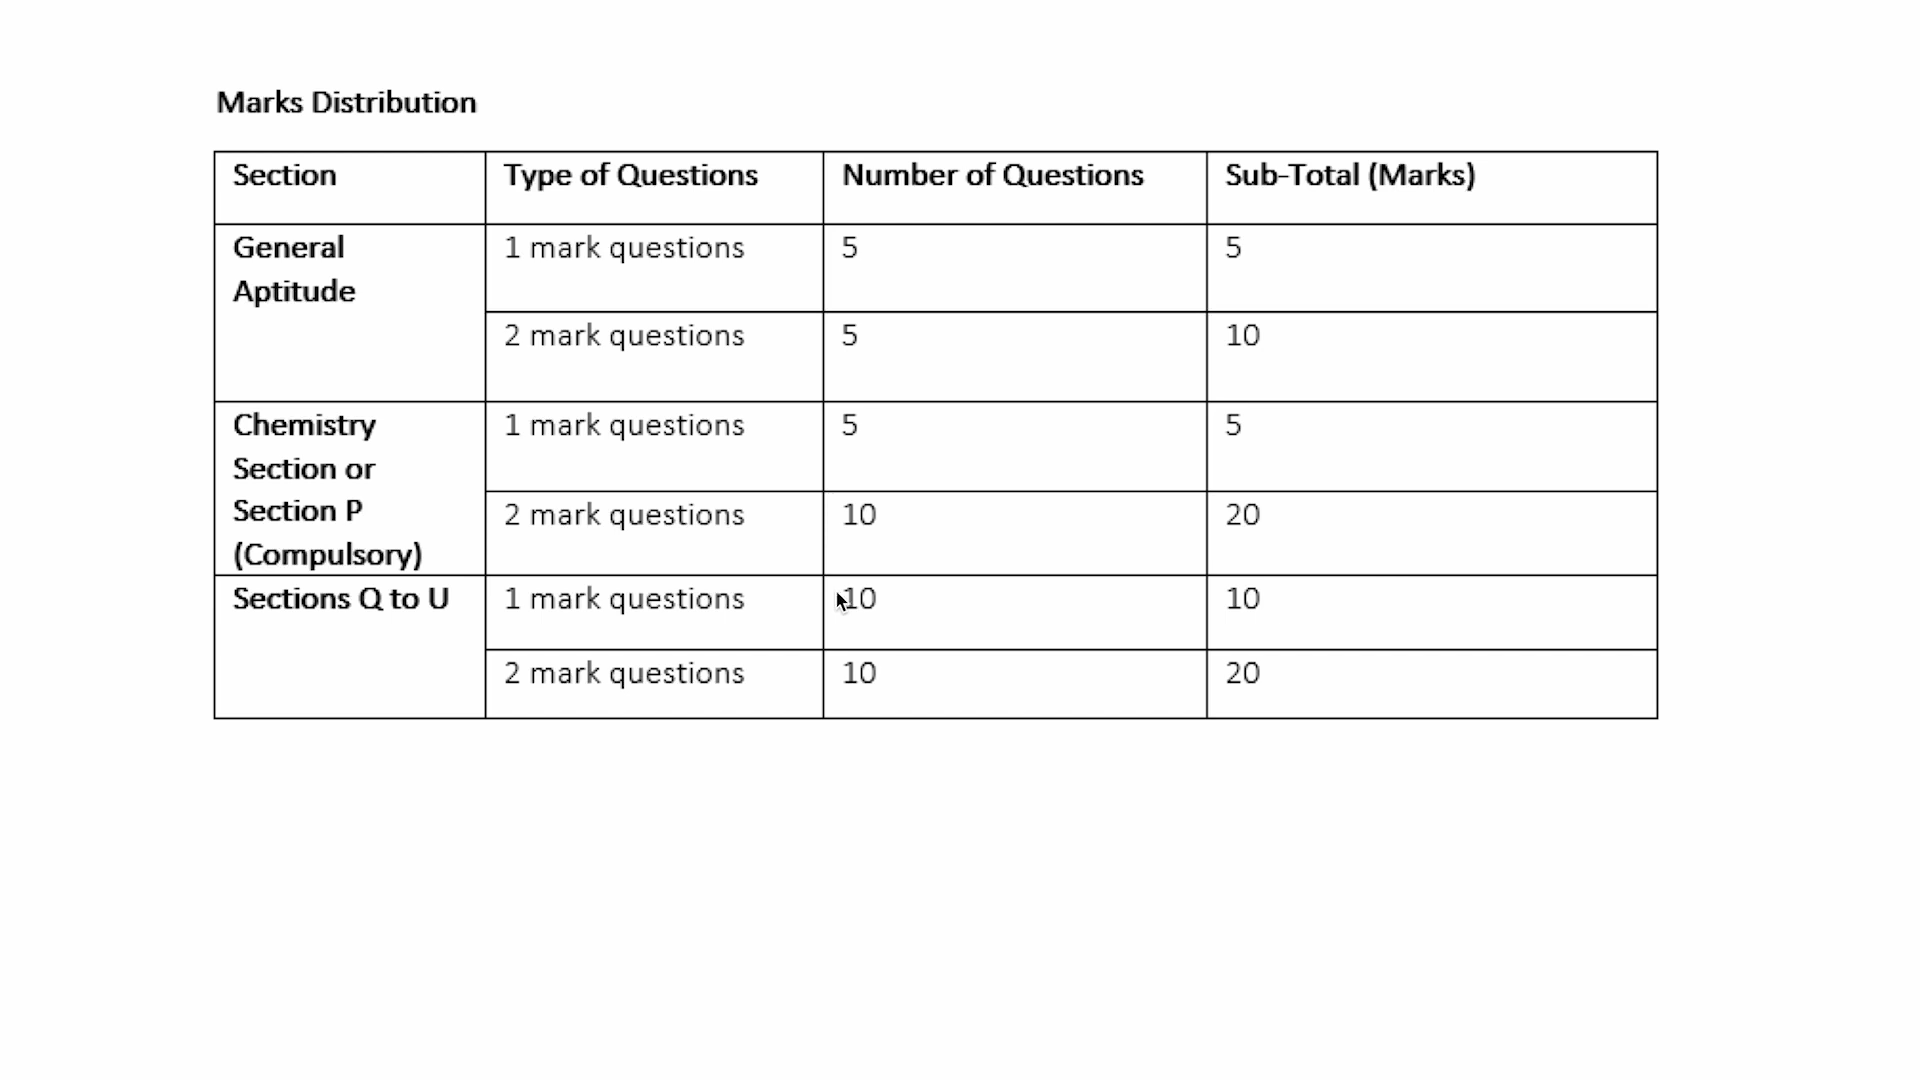 Marks Distribution
Section Type of Questions Number of Questions Sub-Total (Marks)
General Aptitude 1 mark questions 5 5
2 mark questions 5 10
Chemistry Section or Section P (Compulsory) 1 mark questions 5 5
2 mark questions 10 20
Sections Q to U 1 mark questions 10 10
2 mark questions 10 20